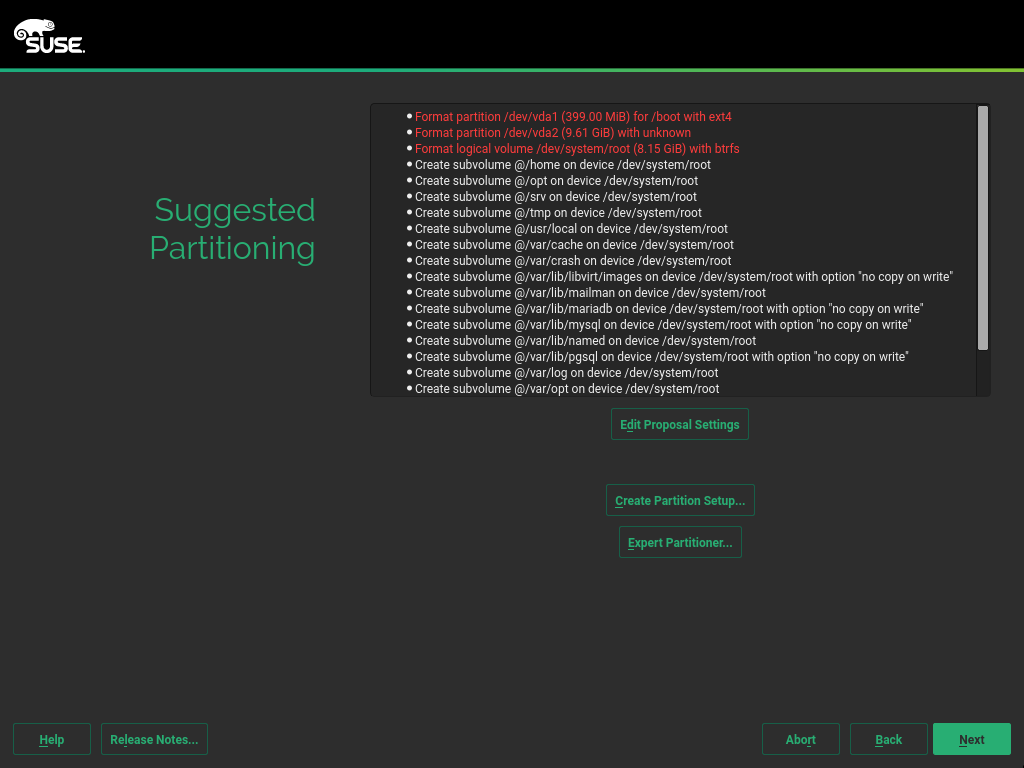 SUSE.
Suggested
Partitioning
Format partition /dev/vda1 (399.00 MiB) for /boot with ext4
Format partition /dev/vda2 (9.61 GiB) with unknown
Format logical volume /dev/system/root (8.15 GiB) with btrfs
Create subvolume @/home on device /dev/system/root
Create subvolume @/opt on device /dev/system/root
Create subvolume @/srv on device /dev/system/root
Create subvolume @/tmp on device /dev/system/root
Create subvolume @/usr/local on device /dev/system/root
Create subvolume @/var/cache on device /dev/system/root
Create subvolume @/var/crash on device /dev/system/root
Create subvolume @/var/lib/libvirt/images on device /dev/system/root with option "no copy on write"
Create subvolume @/var/lib/mailman on device /dev/system/root
Create subvolume @/var/lib/mariadb on device /dev/system/root with option "no copy on write"
Create subvolume @/var/lib/mysql on device /dev/system/root with option "no copy on write"
Create subvolume @/var/lib/named on device /dev/system/root
Create subvolume @/var/lib/pgsql on device /dev/system/root with option "no copy on write"
Create subvolume @/var/log on device /dev/system/root
Create subvolume @/var/opt on device /dev/system/root
Edit Proposal Settings
Create Partition Setup...
Expert Partitioner...
Help
Release Notes...
Abort
Back
Next